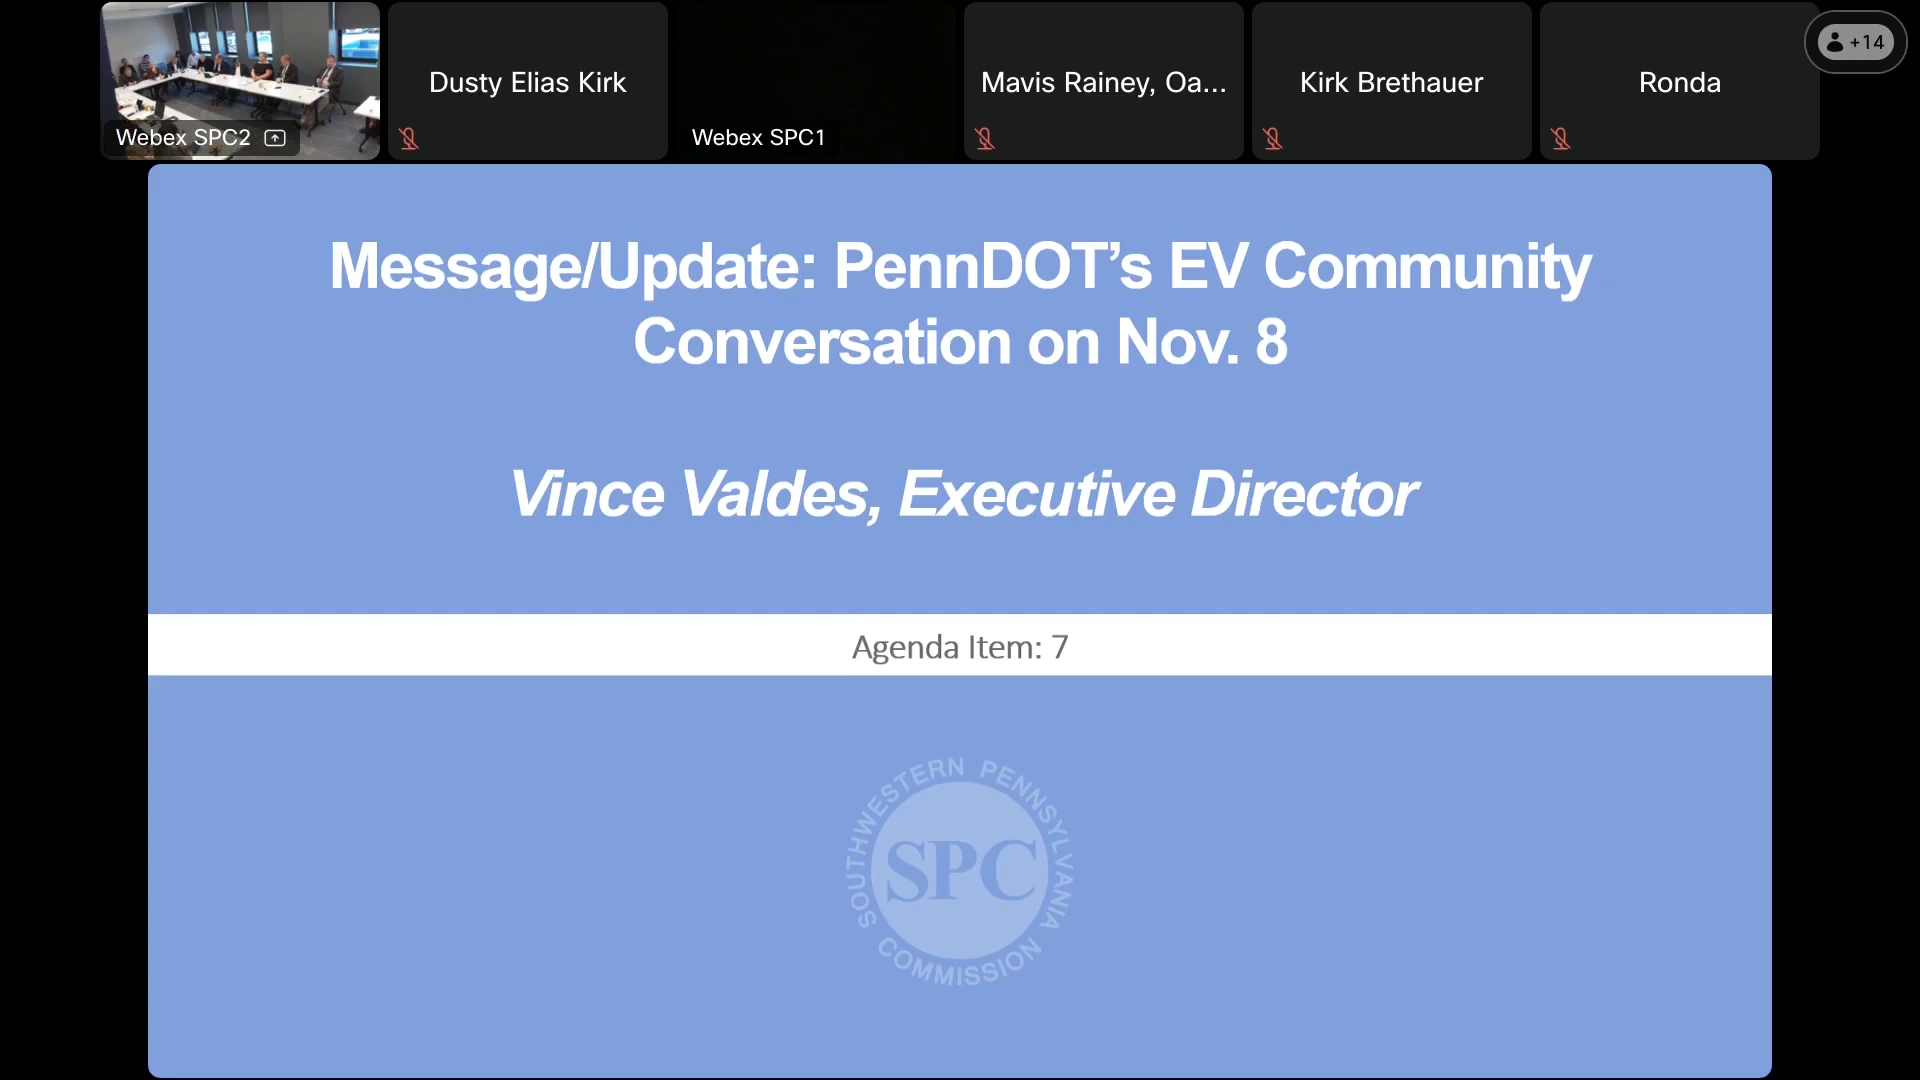 Dusty Elias Kirk
Mavis Rainey, Oa...
Kirk Brethauer
Ronda
+14
Webex SPC2
Webex SPC1
Message/Update: PennDOT’s EV Community
Conversation on Nov. 8
Vince Valdes, Executive Director
Agenda Item: 7
SOUTHWESTERN PENNSYLVANIA
SPC
COMMISSION